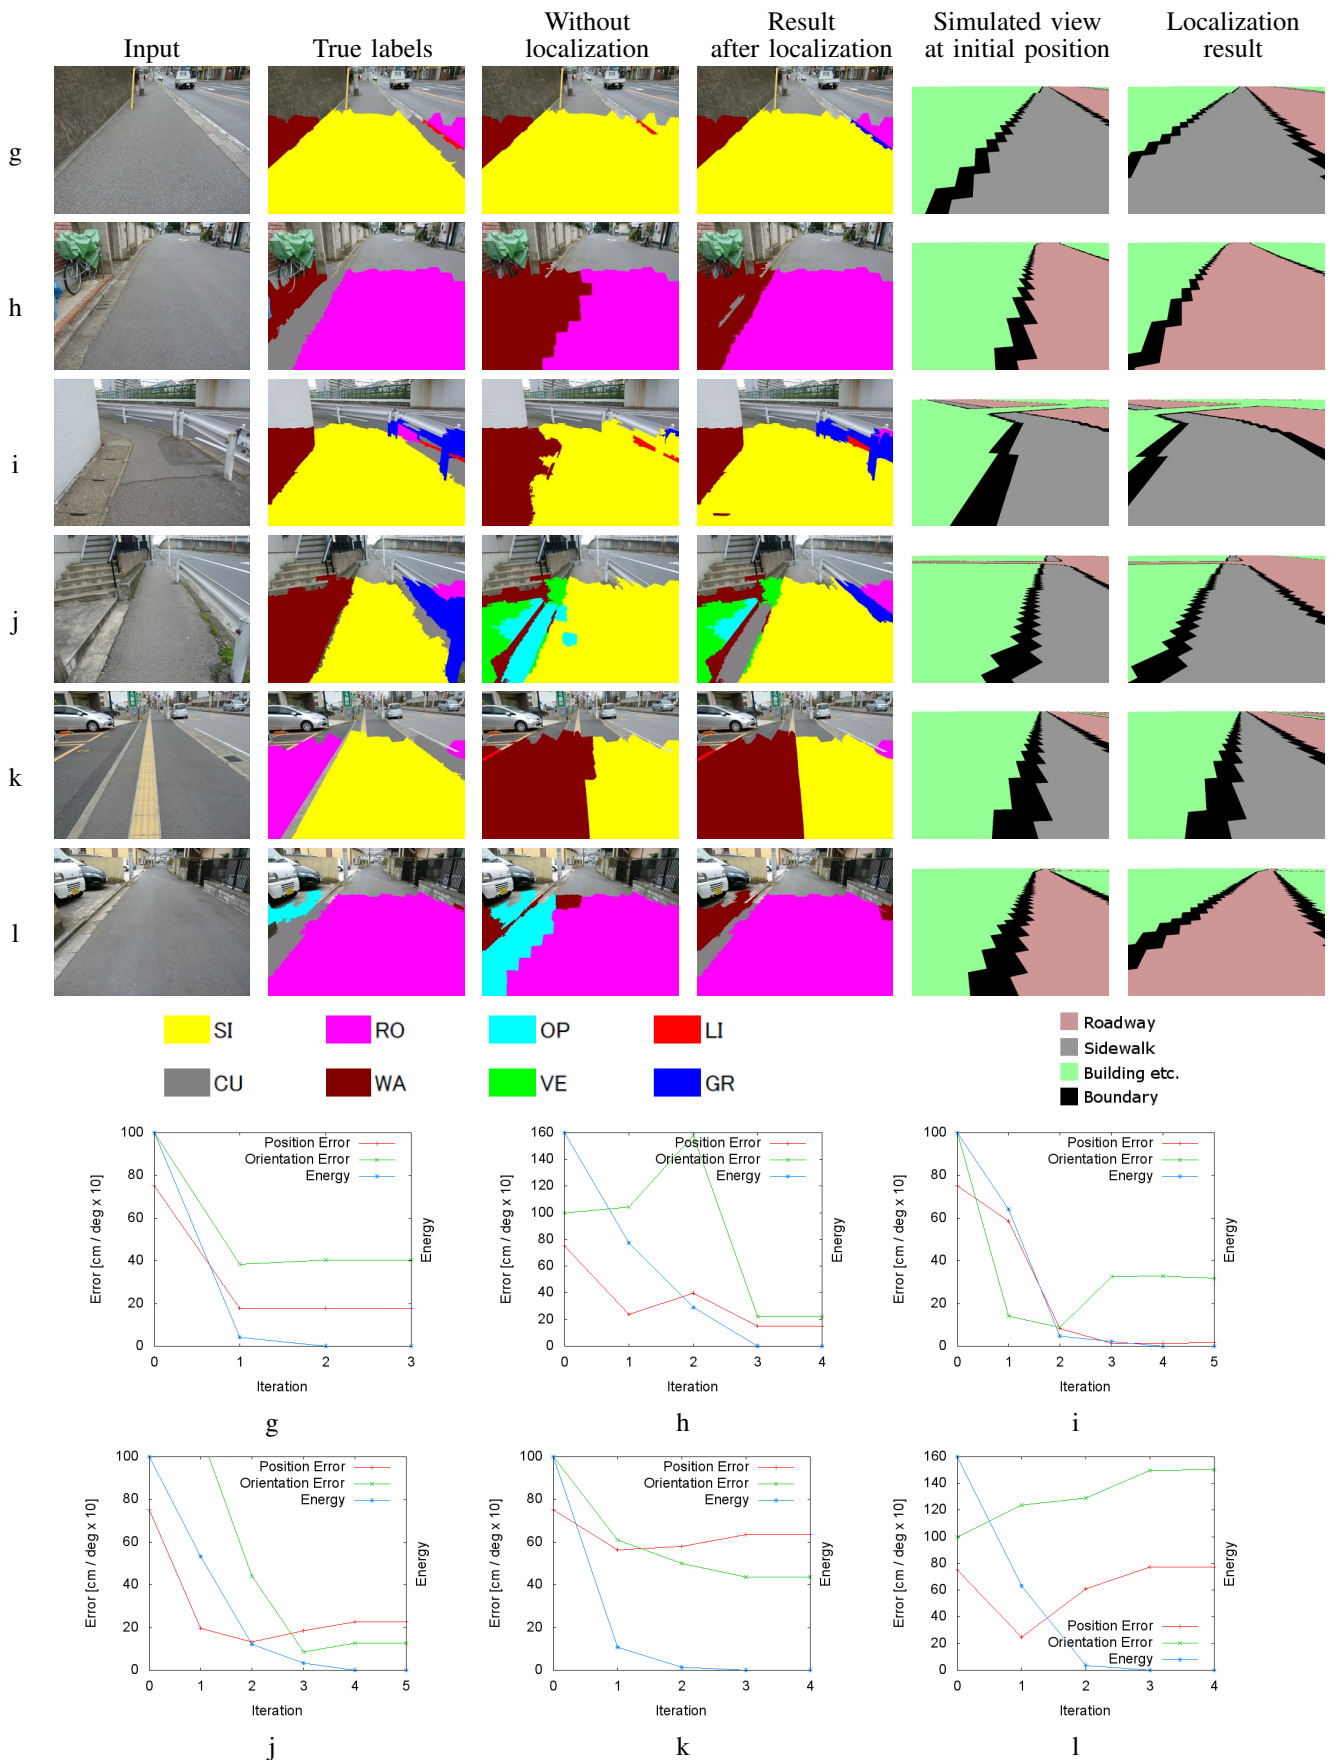 Input
True labels
Without
localization
Result
after localization
Simulated view
at initial position
Localization
result
g
h
i
j
k
l
SI
RO
OP
LI
CU
WA
VE
GR
Roadway
Sidewalk
Building etc.
Boundary
100
80
60
40
20
0
0 1 2 3
Error [cm / deg x 10]
Energy
Iteration
Position Error
Orientation Error
Energy
g
160
140
120
100
80
60
40
20
0
0 1 2 3 4
Error [cm / deg x 10]
Energy
Iteration
Position Error
Orientation Error
Energy
h
100
80
60
40
20
0
0 1 2 3 4 5
Error [cm / deg x 10]
Energy
Iteration
Position Error
Orientation Error
Energy
i
100
80
60
40
20
0
0 1 2 3 4 5
Error [cm / deg x 10]
Energy
Iteration
Position Error
Orientation Error
Energy
j
100
80
60
40
20
0
0 1 2 3 4
Error [cm / deg x 10]
Energy
Iteration
Position Error
Orientation Error
Energy
k
160
140
120
100
80
60
40
20
0
0 1 2 3 4
Error [cm / deg x 10]
Energy
Iteration
Position Error
Orientation Error
Energy
l